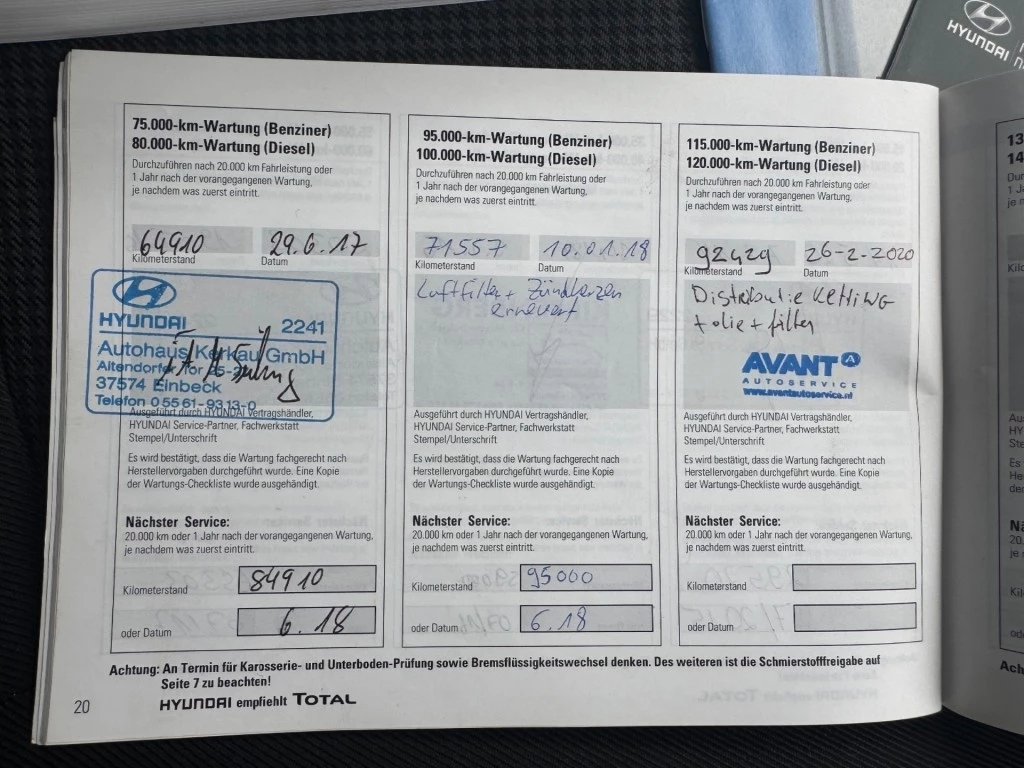 HYUNDAI
75.000-km-Wartung (Benziner)
80.000-km-Wartung (Diesel)
Durchzuführen nach 20.000 km Fahrleistung oder
1 Jahr nach der vorangegangenen Wartung,
je nachdem was zuerst eintritt.
64910 29.6.17
Kilometerstand Datum
HYUNDAI 2241
Autohaus Kerkau GmbH
Altendorfer Tor
37574 Einbeck
Telefon 0 55 61-93 13-0
Ausgeführt durch HYUNDAI Vertragshändler,
HYUNDAI Service-Partner, Fachwerkstatt
Stempel/Unterschrift
Es wird bestätigt, dass die Wartung fachgerecht nach
Herstellervorgaben durchgeführt wurde. Eine Kopie
der Wartungs-Checkliste wurde ausgehändigt.
Nächster Service:
20.000 km oder 1 Jahr nach der vorangegangenen Wartung,
je nachdem was zuerst eintritt.
Kilometerstand 84910
oder Datum 6.18
95.000-km-Wartung (Benziner)
100.000-km-Wartung (Diesel)
Durchzuführen nach 20.000 km Fahrleistung oder
1 Jahr nach der vorangegangenen Wartung,
je nachdem was zuerst eintritt.
71557 10.01.18
Kilometerstand Datum
Luftfilter + Zündkerzen
erneuert
Ausgeführt durch HYUNDAI Vertragshändler,
HYUNDAI Service-Partner, Fachwerkstatt
Stempel/Unterschrift
Es wird bestätigt, dass die Wartung fachgerecht nach
Herstellervorgaben durchgeführt wurde. Eine Kopie
der Wartungs-Checkliste wurde ausgehändigt.
Nächster Service:
20.000 km oder 1 Jahr nach der vorangegangenen Wartung,
je nachdem was zuerst eintritt.
Kilometerstand 95000
oder Datum 6.18
115.000-km-Wartung (Benziner)
120.000-km-Wartung (Diesel)
Durchzuführen nach 20.000 km Fahrleistung oder
1 Jahr nach der vorangegangenen Wartung,
je nachdem was zuerst eintritt.
92429 26-2-2020
Kilometerstand Datum
Distributie Ketting
+ olie + filter
AVANT A
AUTOSERVICE
www.avantautoservice.nl
Ausgeführt durch HYUNDAI Vertragshändler,
HYUNDAI Service-Partner, Fachwerkstatt
Stempel/Unterschrift
Es wird bestätigt, dass die Wartung fachgerecht nach
Herstellervorgaben durchgeführt wurde. Eine Kopie
der Wartungs-Checkliste wurde ausgehändigt.
Nächster Service:
20.000 km oder 1 Jahr nach der vorangegangenen Wartung,
je nachdem was zuerst eintritt.
Kilometerstand
oder Datum
Achtung: An Termin für Karosserie- und Unterboden-Prüfung sowie Bremsflüssigkeitswechsel denken. Des weiteren ist die Schmierstofffreigabe auf
Seite 7 zu beachten!
20 HYUNDAI empfiehlt TOTAL